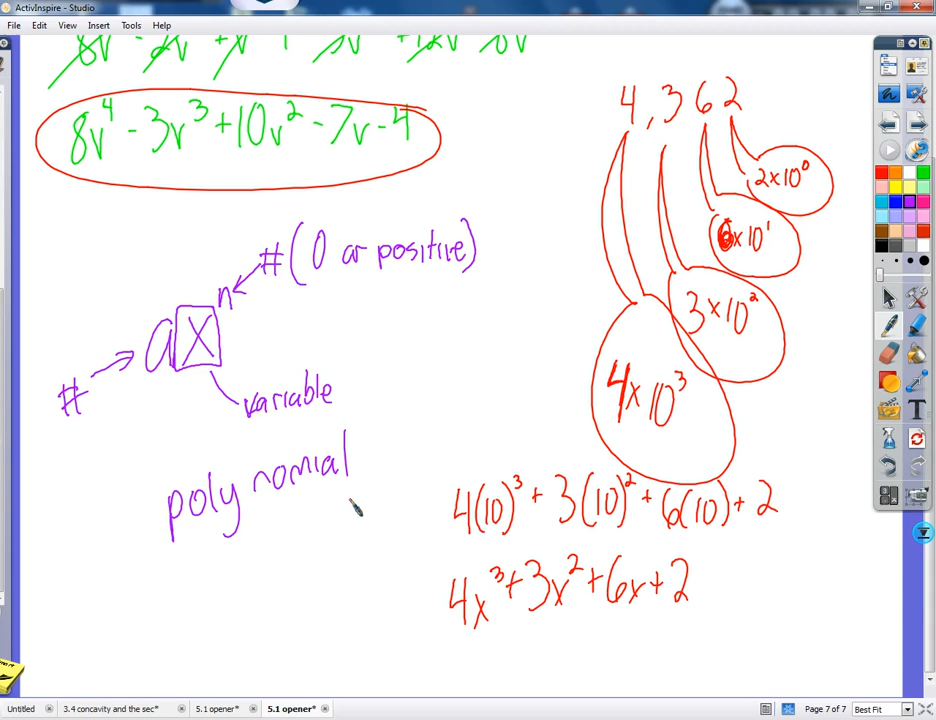 ActivInspire - Studio
File Edit View Insert Tools Help
8v⁴ - 3v³ + 10v² - 7v - 4
4,362
2x10⁰
6x10¹
3x10²
4x10³
# (0 or positive)
n
a x
#
variable
polynomial
4(10)³ + 3(10)² + 6(10) + 2
4x³ + 3x² + 6x + 2
Untitled 3.4 concavity and the sec* 5.1 opener* 5.1 opener* Page 7 of 7 Best Fit